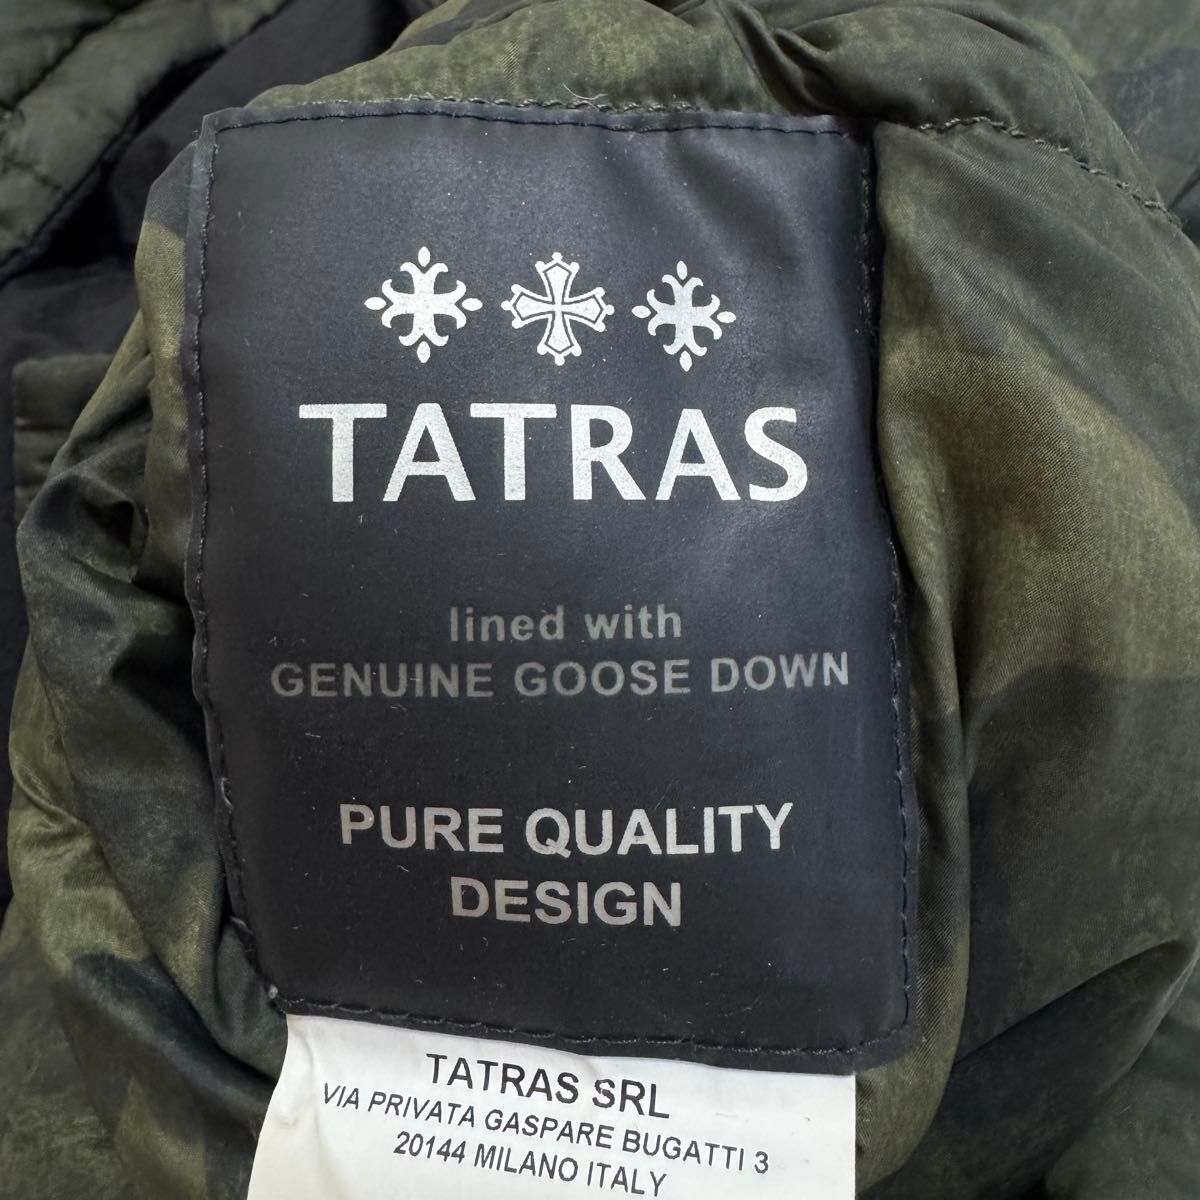 TATRAS
lined with
GENUINE GOOSE DOWN
PURE QUALITY
DESIGN
TATRAS SRL
VIA PRIVATA GASPARE BUGATTI 3
20144 MILANO ITALY